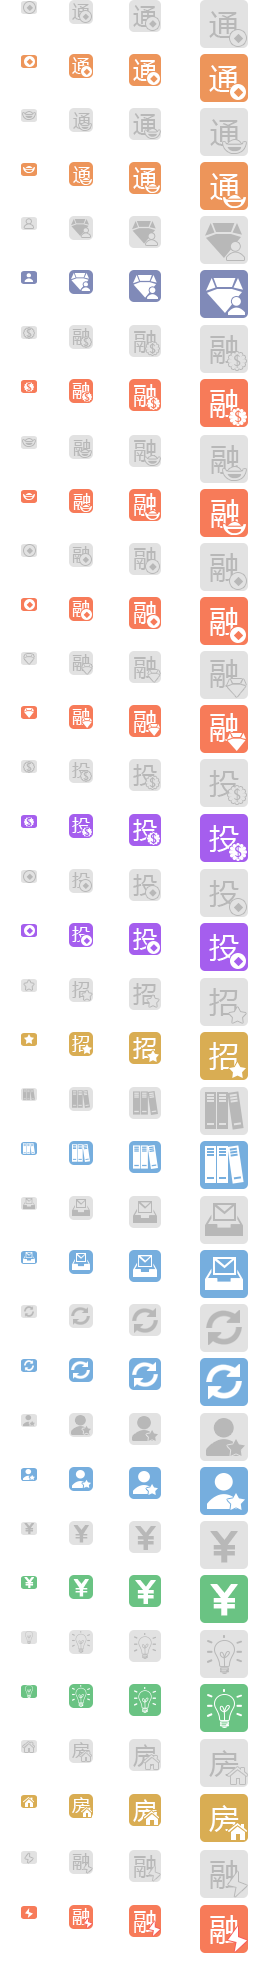 通 通 通
通 通 通
通 通 通
通 通 通
融 融 融
融 融 融
融 融 融
融 融 融
融 融 融
融 融 融
融 融 融
融 融 融
投 投 投
投 投 投
投 投 投
投 投 投
招 招 招
招 招 招
¥ ¥ ¥ ¥
¥ ¥ ¥ ¥
房 房 房
房 房 房
融 融 融
融 融 融